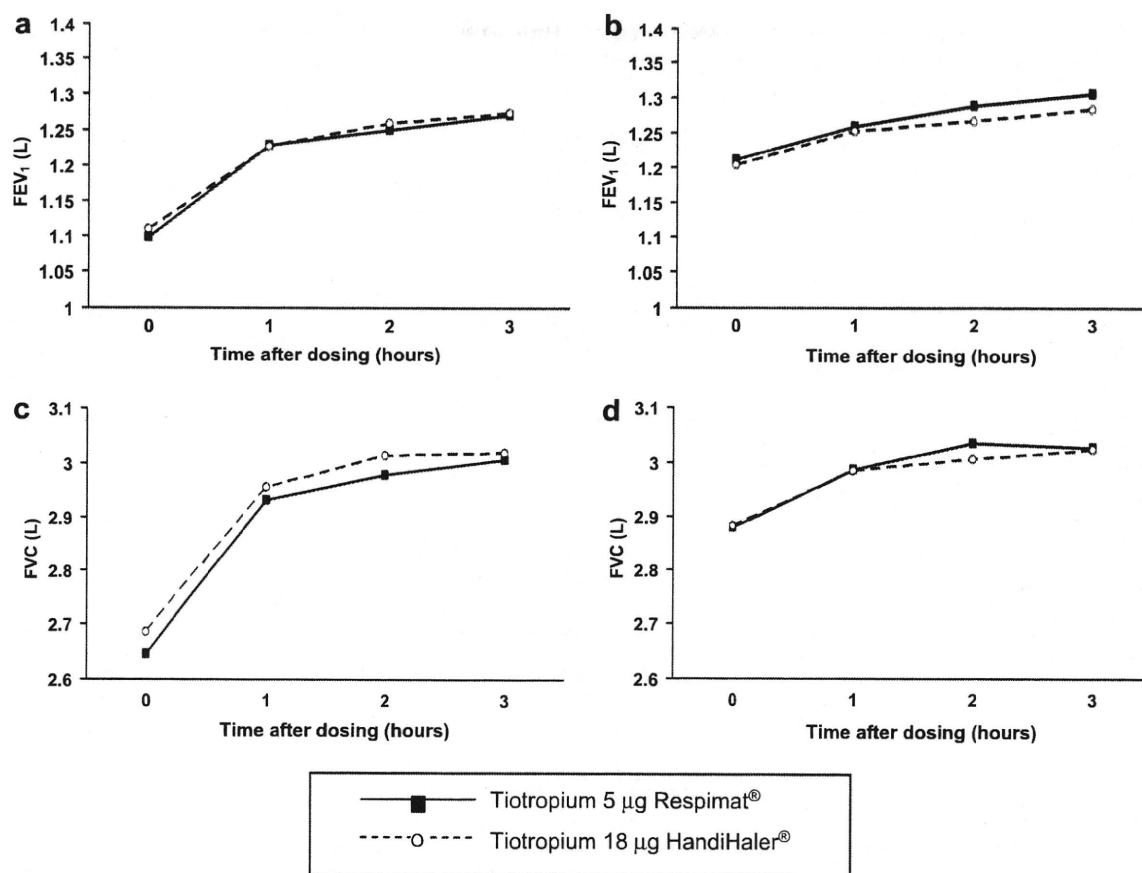 a
1.4
1.35
1.3
1.25
1.2
1.15
1.1
1.05
1
FEV₁ (L)
0 1 2 3
Time after dosing (hours)
b
1.4
1.35
1.3
1.25
1.2
1.15
1.1
1.05
1
FEV₁ (L)
0 1 2 3
Time after dosing (hours)
c
3.1
3
2.9
2.8
2.7
2.6
FVC (L)
0 1 2 3
Time after dosing (hours)
d
3.1
3
2.9
2.8
2.7
2.6
FVC (L)
0 1 2 3
Time after dosing (hours)
Tiotropium 5 µg Respimat®
Tiotropium 18 µg HandiHaler®